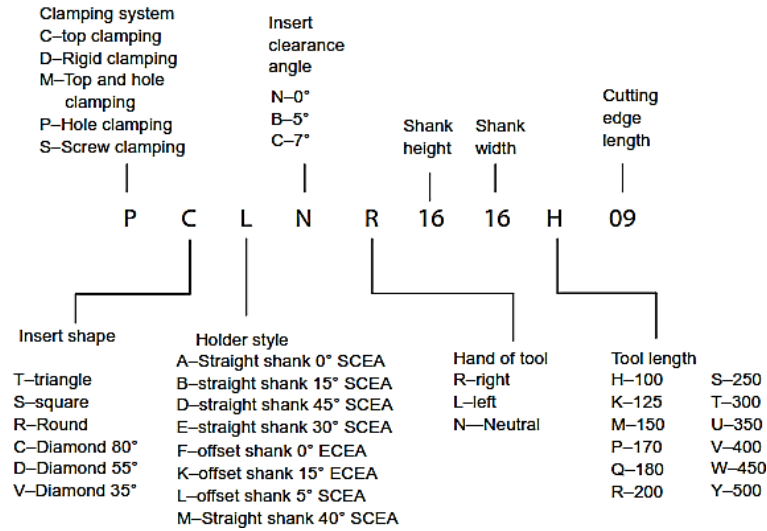 Clamping system
C–top clamping
D–Rigid clamping
M–Top and hole
clamping
P–Hole clamping
S–Screw clamping
Insert
clearance
angle
N–0°
B–5°
C–7°
Shank
height
Shank
width
Cutting
edge
length
P C L N R 16 16 H 09
Insert shape
T–triangle
S–square
R–Round
C–Diamond 80°
D–Diamond 55°
V–Diamond 35°
Holder style
A–Straight shank 0° SCEA
B–straight shank 15° SCEA
D–straight shank 45° SCEA
E–straight shank 30° SCEA
F–offset shank 0° ECEA
K–offset shank 15° ECEA
L–offset shank 5° SCEA
M–Straight shank 40° SCEA
Hand of tool
R–right
L–left
N—Neutral
Tool length
H–100 S–250
K–125 T–300
M–150 U–350
P–170 V–400
Q–180 W–450
R–200 Y–500